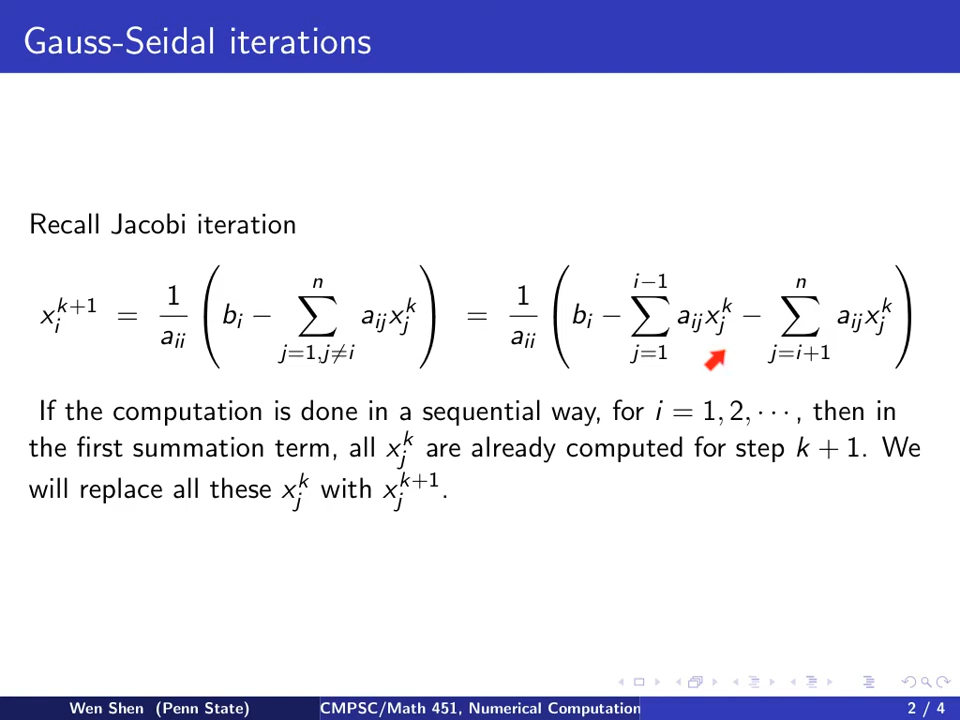 Gauss-Seidal iterations
Recall Jacobi iteration
x_i^{k+1} = \frac{1}{a_{ii}} \left( b_i - \sum_{j=1, j \neq i}^{n} a_{ij} x_j^k \right) = \frac{1}{a_{ii}} \left( b_i - \sum_{j=1}^{i-1} a_{ij} x_j^k - \sum_{j=i+1}^{n} a_{ij} x_j^k \right)
If the computation is done in a sequential way, for i = 1, 2, ⋯ , then in
the first summation term, all x_j^k are already computed for step k + 1. We
will replace all these x_j^k with x_j^{k+1}.
Wen Shen (Penn State) CMPSC/Math 451, Numerical Computation 2 / 4